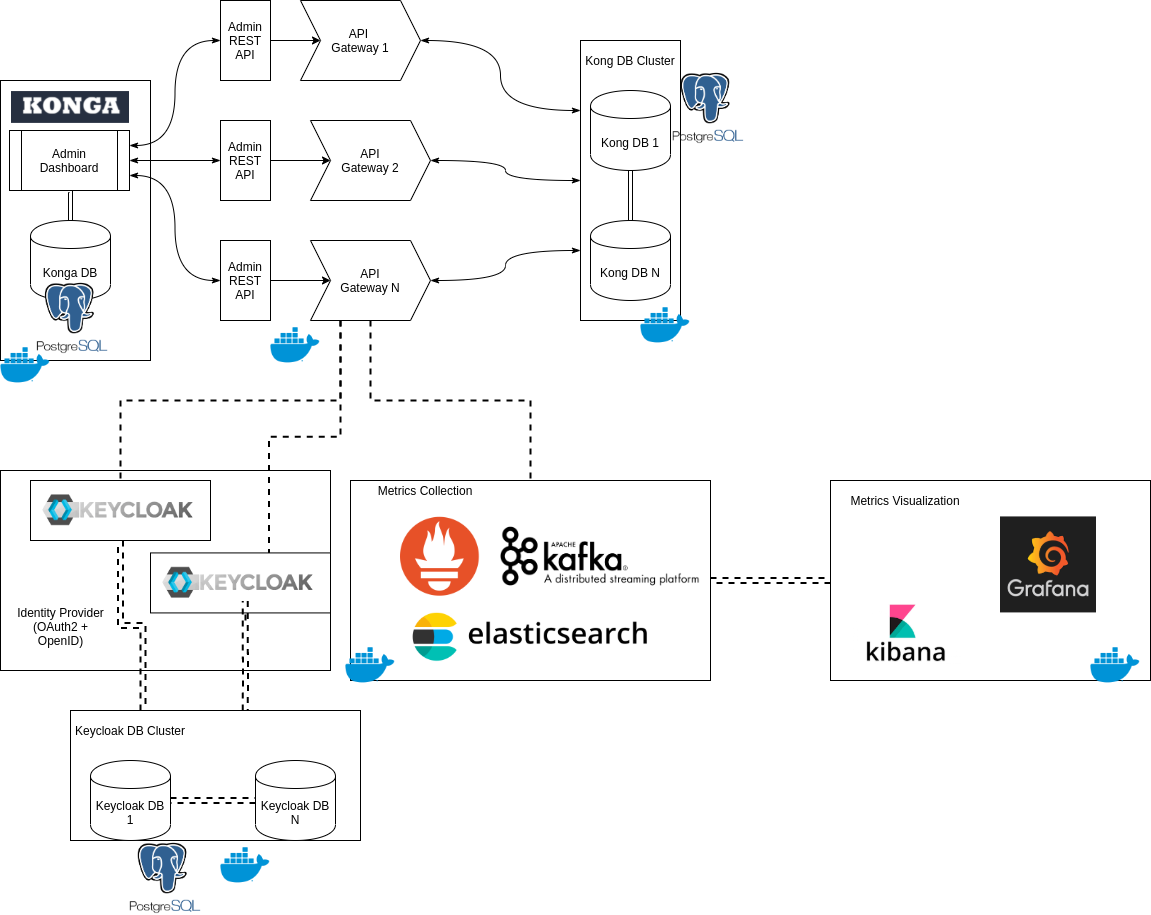 Admin
REST
API
API
Gateway 1
Kong DB Cluster
KONGA
Admin
Dashboard
Admin
REST
API
API
Gateway 2
Kong DB 1
PostgreSQL
Konga DB
PostgreSQL
Admin
REST
API
API
Gateway N
Kong DB N
KEYCLOAK
KEYCLOAK
Identity Provider
(OAuth2 +
OpenID)
Metrics Collection
APACHE
kafka®
A distributed streaming platform
elasticsearch
Metrics Visualization
Grafana
kibana
Keycloak DB Cluster
Keycloak DB
1
Keycloak DB
N
PostgreSQL